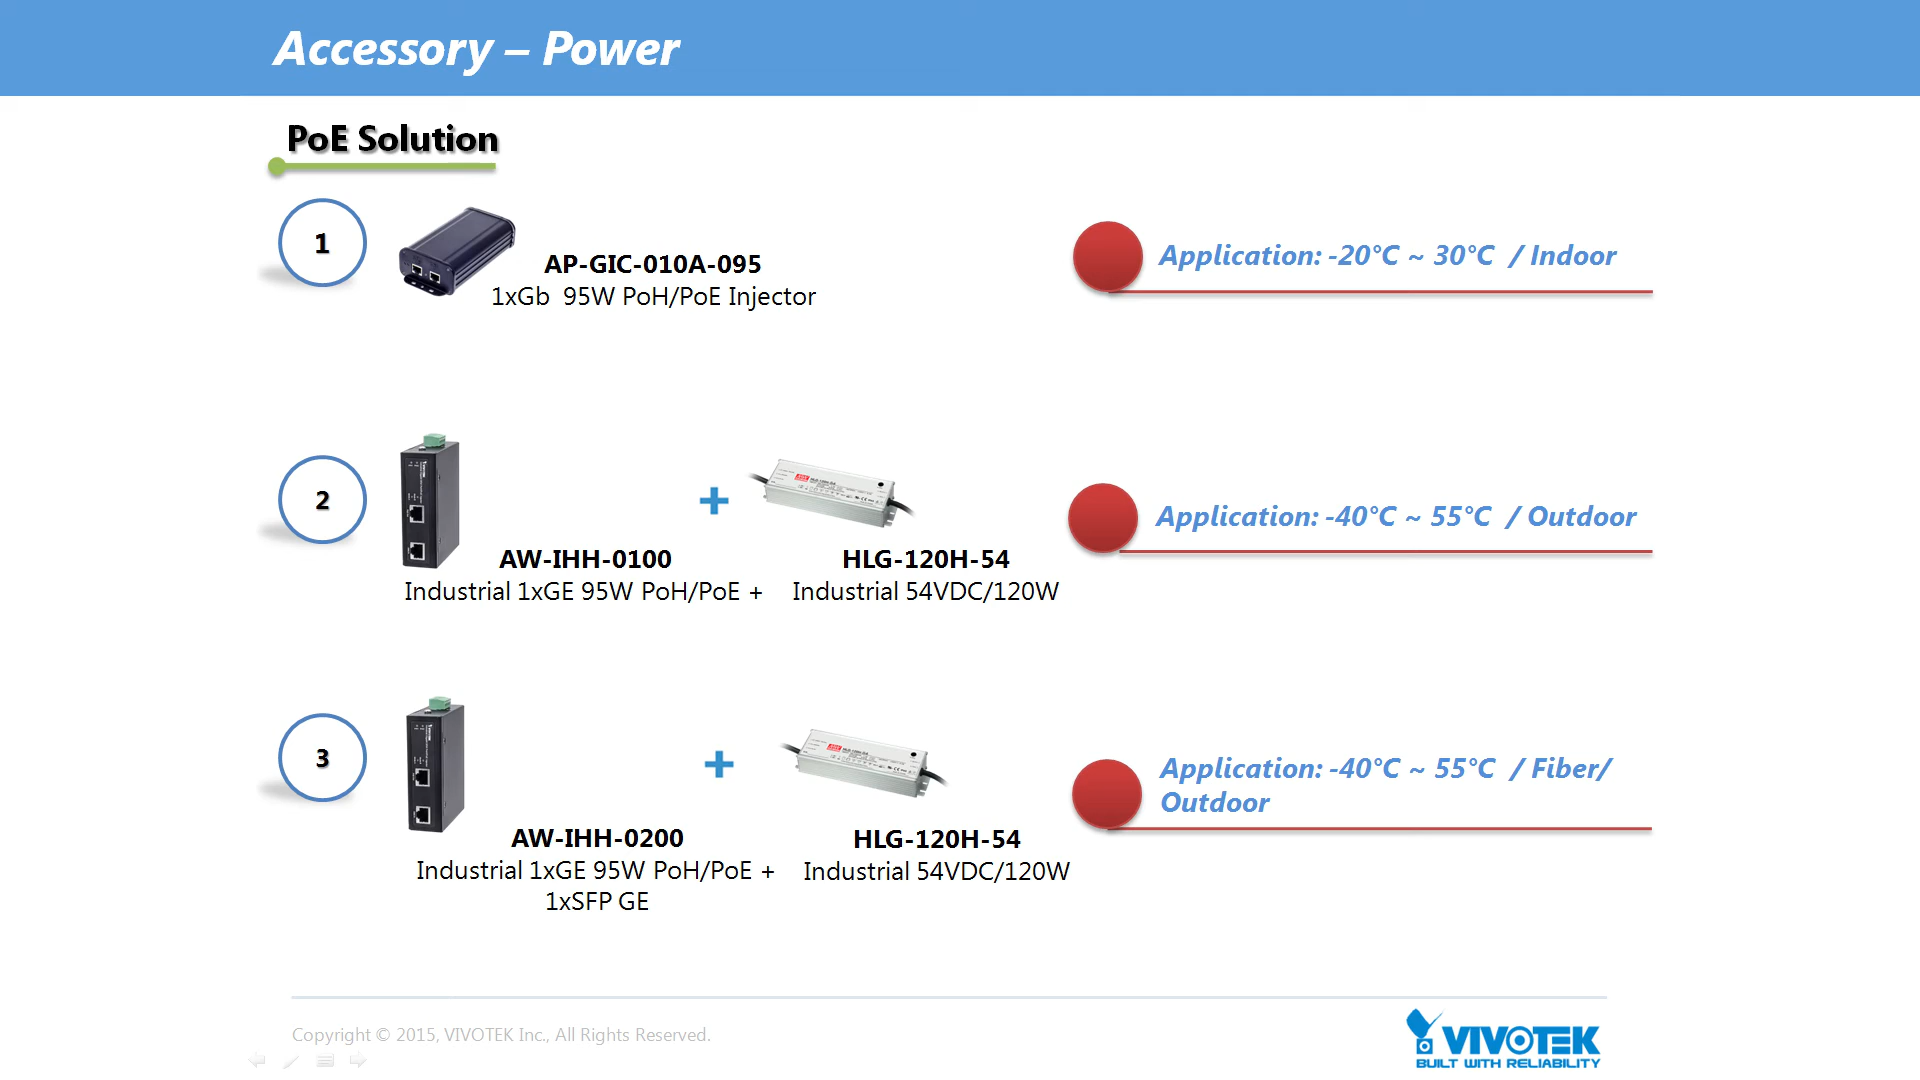 Accessory – Power
PoE Solution
1
AP-GIC-010A-095
1xGb  95W PoH/PoE Injector
Application: -20°C ~ 30°C  / Indoor
2
AW-IHH-0100
Industrial 1xGE 95W PoH/PoE +
HLG-120H-54
Industrial 54VDC/120W
Application: -40°C ~ 55°C  / Outdoor
3
AW-IHH-0200
Industrial 1xGE 95W PoH/PoE +
1xSFP GE
HLG-120H-54
Industrial 54VDC/120W
Application: -40°C ~ 55°C  / Fiber/
Outdoor
Copyright © 2015, VIVOTEK Inc., All Rights Reserved.
VIVOTEK
BUILT WITH RELIABILITY